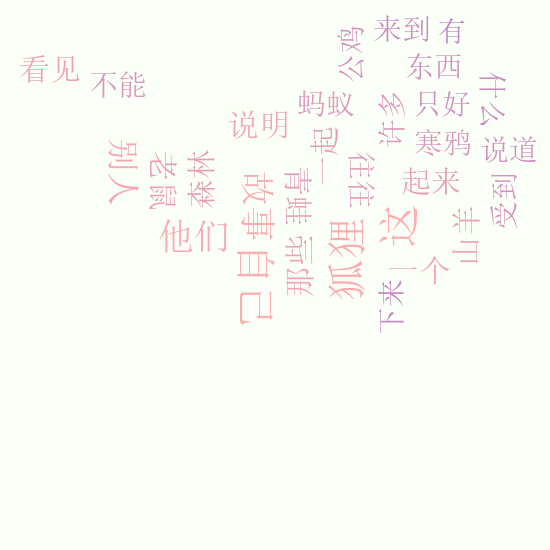 来到
有
公鸡
看见
东西
不能
什么
蚂蚁
许多
只好
说明
一起
寒鸦
说道
别人
老鼠
森林
往往
故事
青蛙
起来
受到
他们
那些
狐狸
这
山羊
自己
一个
下来